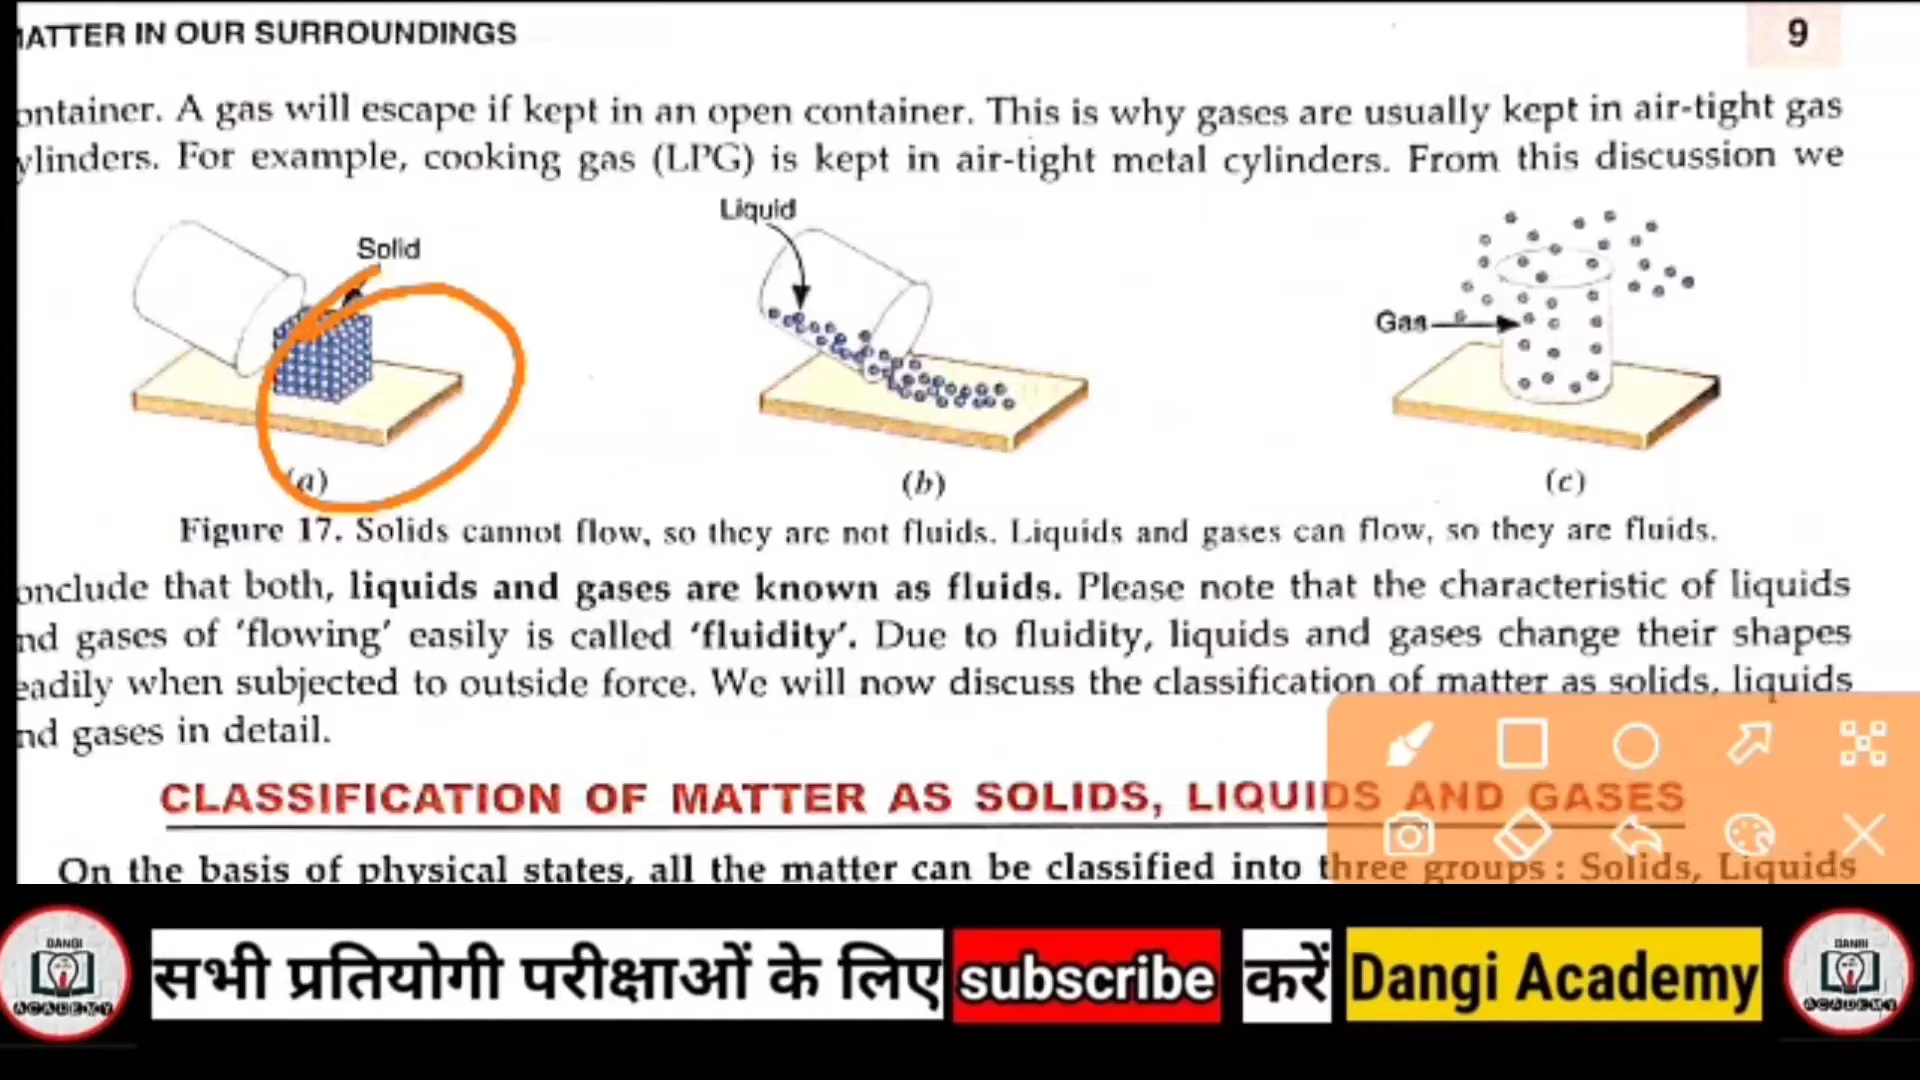 MATTER IN OUR SURROUNDINGS
9
ontainer. A gas will escape if kept in an open container. This is why gases are usually kept in air-tight gas
ylinders. For example, cooking gas (LPG) is kept in air-tight metal cylinders. From this discussion we
Solid
Liquid
Gas
(a)
(b)
(c)
Figure 17. Solids cannot flow, so they are not fluids. Liquids and gases can flow, so they are fluids.
onclude that both, liquids and gases are known as fluids. Please note that the characteristic of liquids
nd gases of 'flowing' easily is called 'fluidity'. Due to fluidity, liquids and gases change their shapes
eadily when subjected to outside force. We will now discuss the classification of matter as solids, liquids
nd gases in detail.
CLASSIFICATION OF MATTER AS SOLIDS, LIQUIDS AND GASES
On the basis of physical states, all the matter can be classified into three groups : Solids, Liquids
DANGI
ACADEMY
सभी प्रतियोगी परीक्षाओं के लिए subscribe करें Dangi Academy
DANGI
ACADEMY